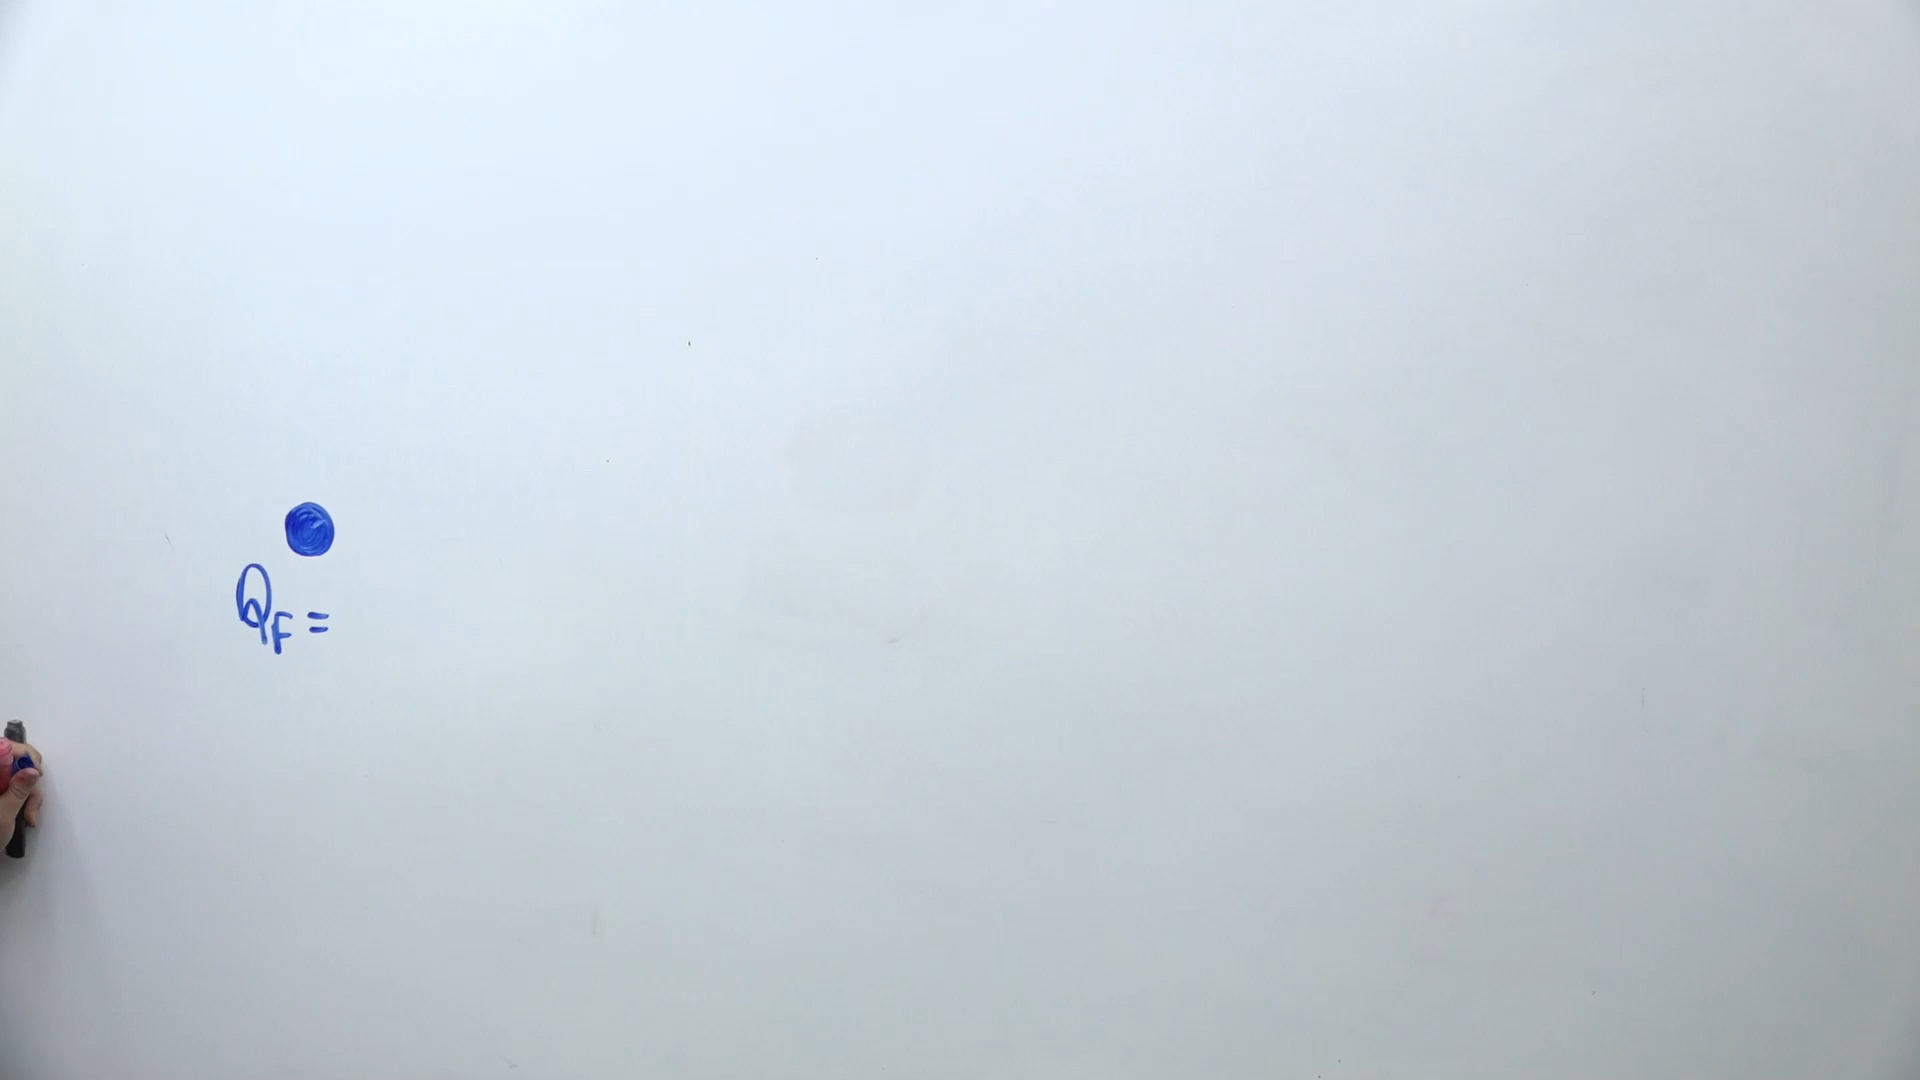 Q_F =